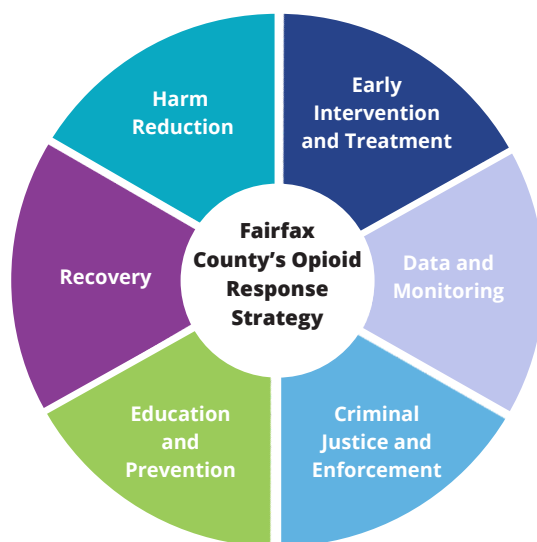 Harm
Reduction
Early
Intervention
and Treatment
Recovery
Fairfax
County's Opioid
Response
Strategy
Data and
Monitoring
Education
and
Prevention
Criminal
Justice and
Enforcement